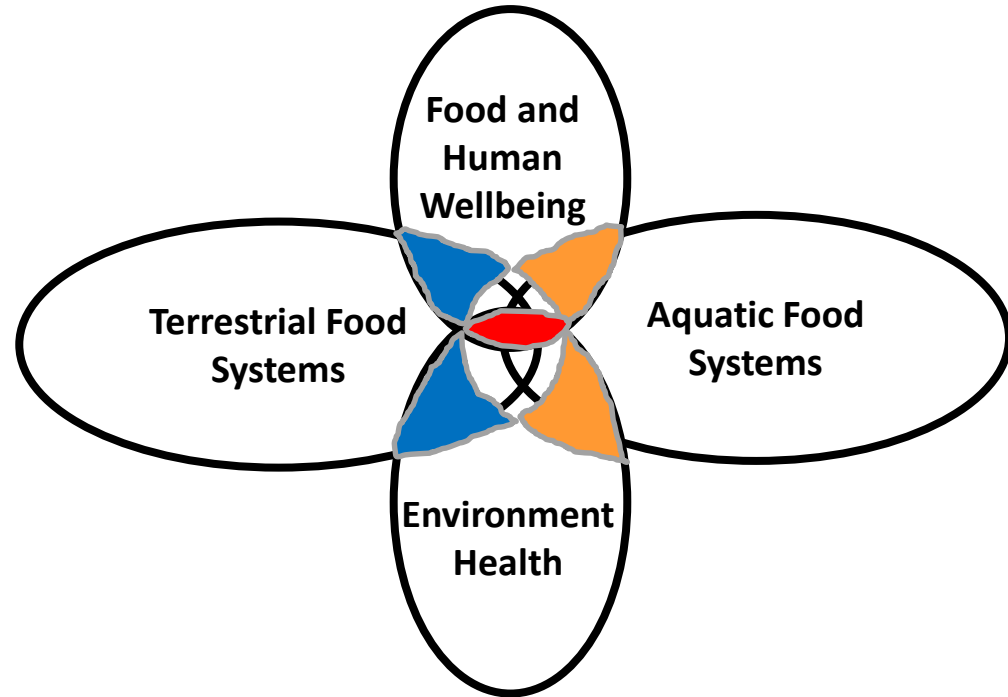 Food and
Human
Wellbeing
Terrestrial Food
Systems
Aquatic Food
Systems
Environment
Health